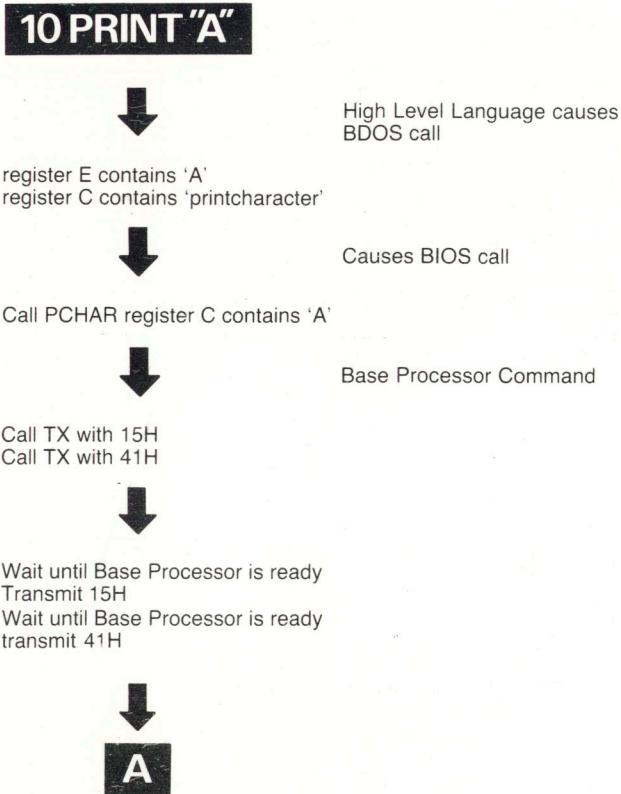 10 PRINT "A"
High Level Language causes
BDOS call
register E contains 'A'
register C contains 'printcharacter'
Causes BIOS call
Call PCHAR register C contains 'A'
Base Processor Command
Call TX with 15H
Call TX with 41H
Wait until Base Processor is ready
Transmit 15H
Wait until Base Processor is ready
transmit 41H
A